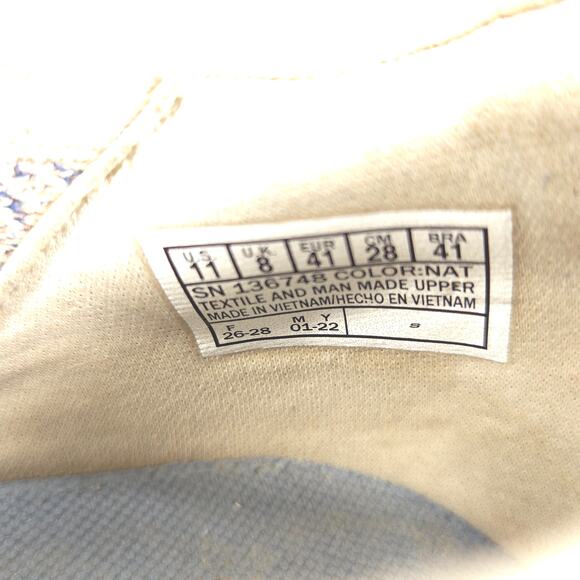 U.S. U.K. EUR CM BRA
11 8 41 28 41
SN 136748 COLOR:NAT
TEXTILE AND MAN MADE UPPER
MADE IN VIETNAM/HECHO EN VIETNAM
F M Y
26-28 01-22 S